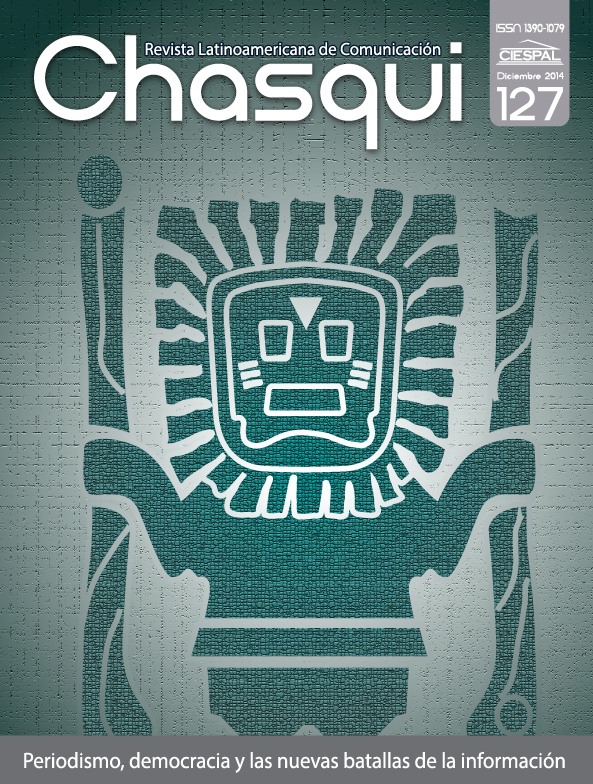 Revista Latinoamericana de Comunicación
Chasqui
ISSN 1390-1079
CIESPAL
Diciembre 2014
127
Periodismo, democracia y las nuevas batallas de la información